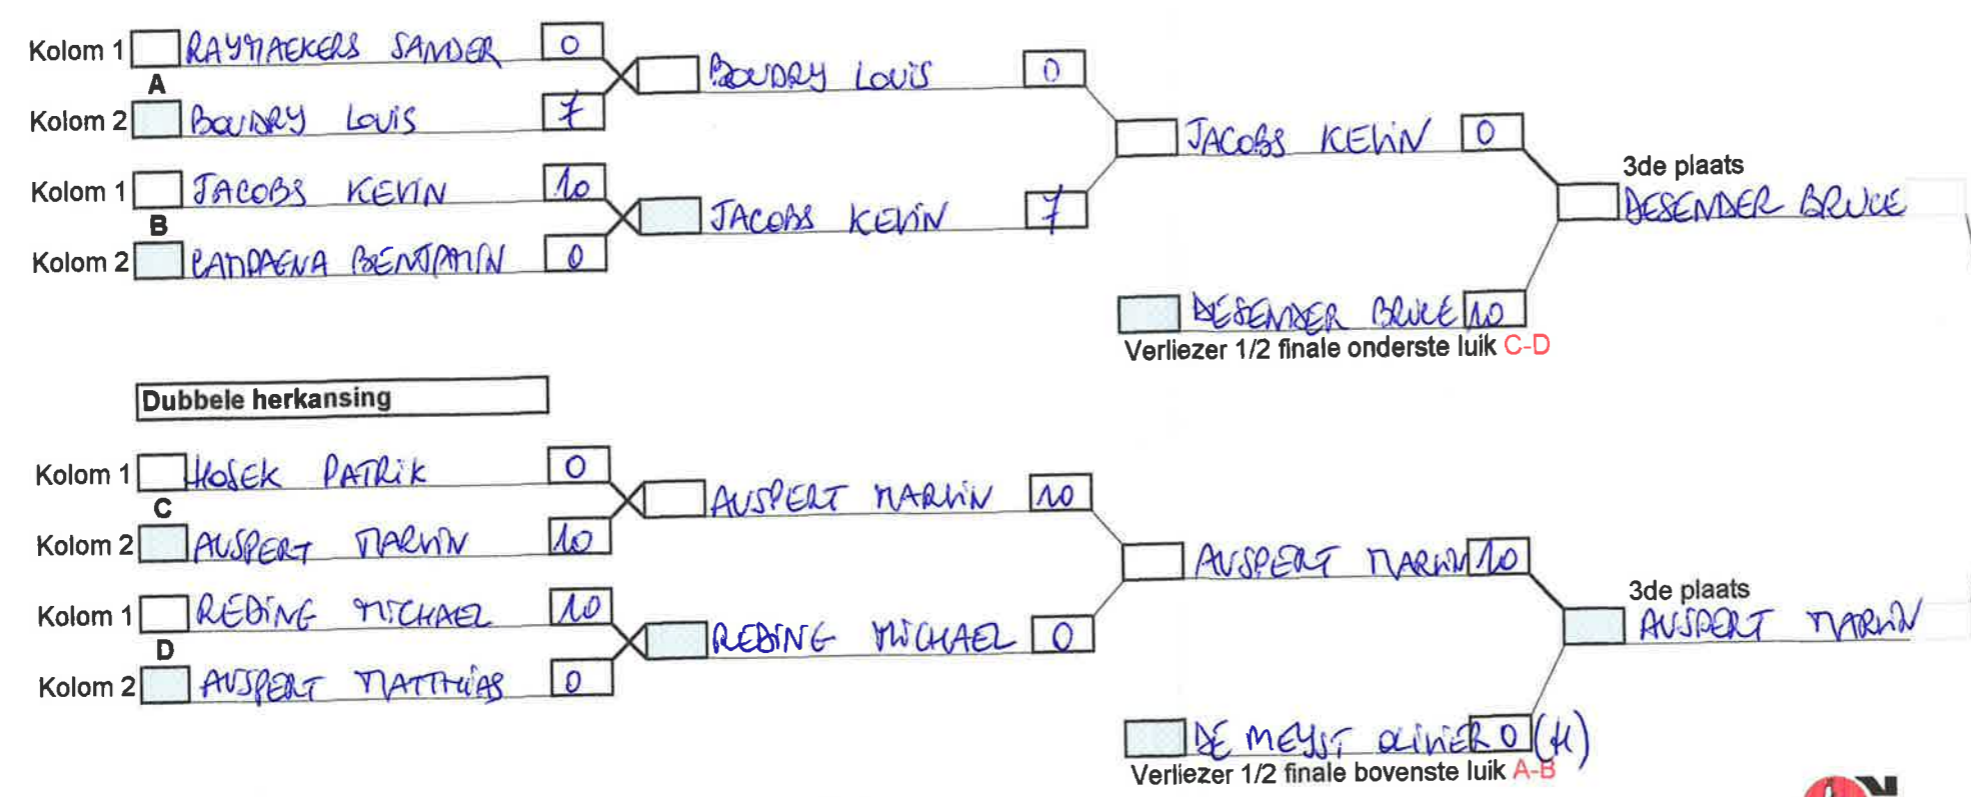 Kolom 1 RAYMAEKERS SANDER 0
A
Kolom 2 BOUDRY LOUIS 7
BOUDRY LOUIS 0
Kolom 1 JACOBS KEVIN 10
B
Kolom 2 CAMPAGNA BENJAMIN 0
JACOBS KEVIN 7
JACOBS KEVIN 0
3de plaats
DESENDER BRUCE
DESENDER BRUCE 10
Verliezer 1/2 finale onderste luik C-D
Dubbele herkansing
Kolom 1 HOSEK PATRIK 0
C
Kolom 2 AUSPERT MARVIN 10
AUSPERT MARVIN 10
Kolom 1 REDING MICHAEL 10
D
Kolom 2 AUSPERT MATTHIAS 0
REDING MICHAEL 0
AUSPERT MARVIN 10
3de plaats
AUSPERT MARVIN
DE MEYST OLIVIER 0
Verliezer 1/2 finale bovenste luik A-B